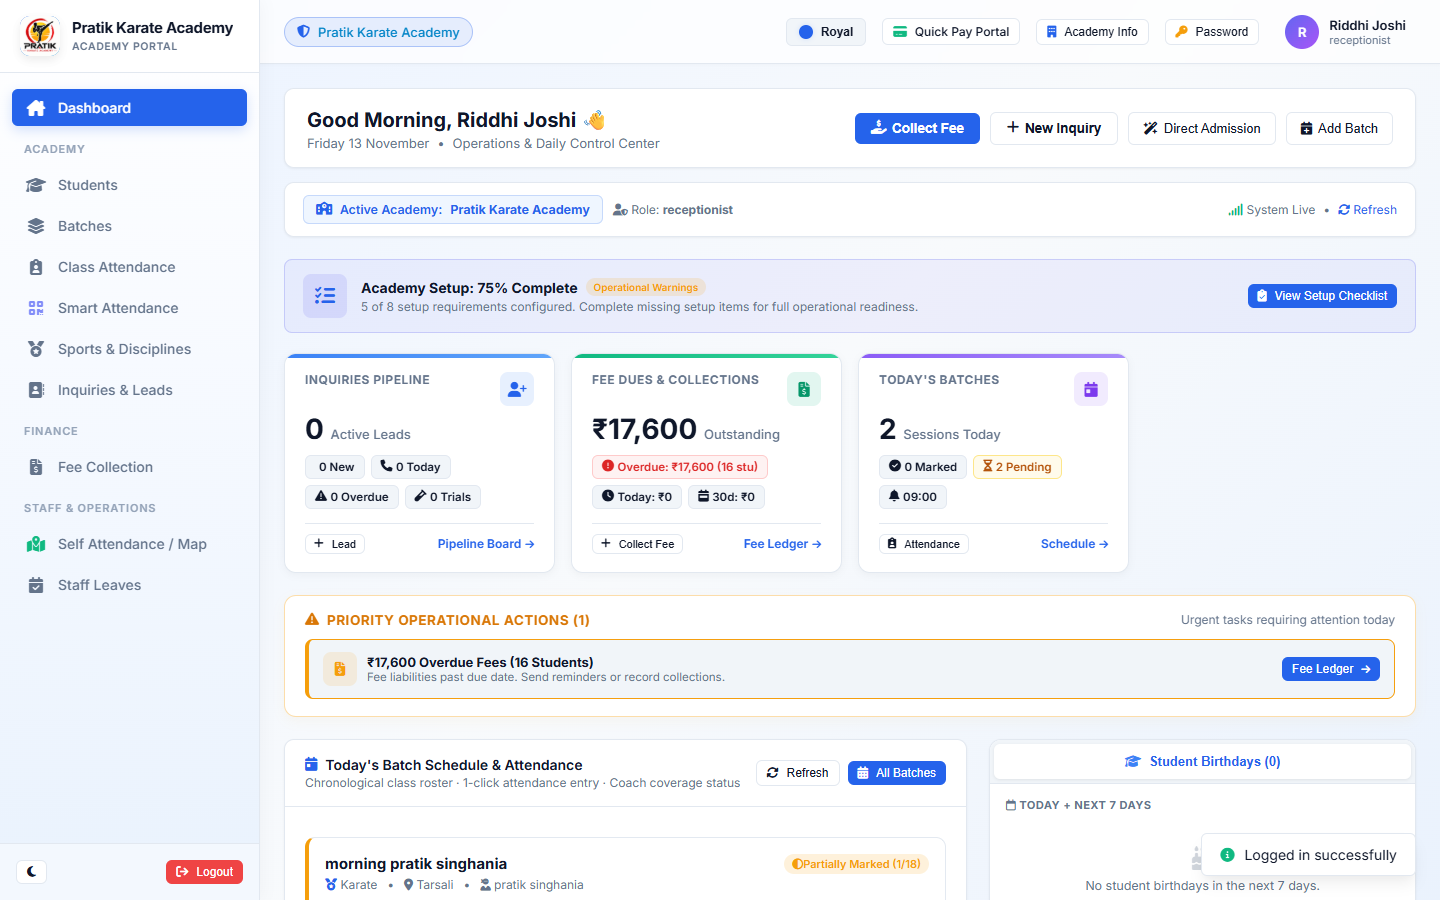 Pratik Karate Academy
ACADEMY PORTAL
PRATIK
Pratik Karate Academy
Royal
Quick Pay Portal
Academy Info
Password
R
Riddhi Joshi
receptionist
Dashboard
ACADEMY
Students
Batches
Class Attendance
Smart Attendance
Sports & Disciplines
Inquiries & Leads
FINANCE
Fee Collection
STAFF & OPERATIONS
Self Attendance / Map
Staff Leaves
Logout
Good Morning, Riddhi Joshi 👋
Friday 13 November • Operations & Daily Control Center
Collect Fee
+ New Inquiry
Direct Admission
Add Batch
Active Academy: Pratik Karate Academy
Role: receptionist
System Live • Refresh
Academy Setup: 75% Complete Operational Warnings
5 of 8 setup requirements configured. Complete missing setup items for full operational readiness.
View Setup Checklist
INQUIRIES PIPELINE
0 Active Leads
0 New
0 Today
0 Overdue
0 Trials
+ Lead
Pipeline Board →
FEE DUES & COLLECTIONS
₹17,600 Outstanding
Overdue: ₹17,600 (16 stu)
Today: ₹0
30d: ₹0
+ Collect Fee
Fee Ledger →
TODAY'S BATCHES
2 Sessions Today
0 Marked
2 Pending
09:00
Attendance
Schedule →
PRIORITY OPERATIONAL ACTIONS (1)
Urgent tasks requiring attention today
₹17,600 Overdue Fees (16 Students)
Fee liabilities past due date. Send reminders or record collections.
Fee Ledger →
Today's Batch Schedule & Attendance
Chronological class roster · 1-click attendance entry · Coach coverage status
Refresh
All Batches
morning pratik singhania
Karate • Tarsali • pratik singhania
Partially Marked (1/18)
Student Birthdays (0)
TODAY + NEXT 7 DAYS
No student birthdays in the next 7 days.
Logged in successfully